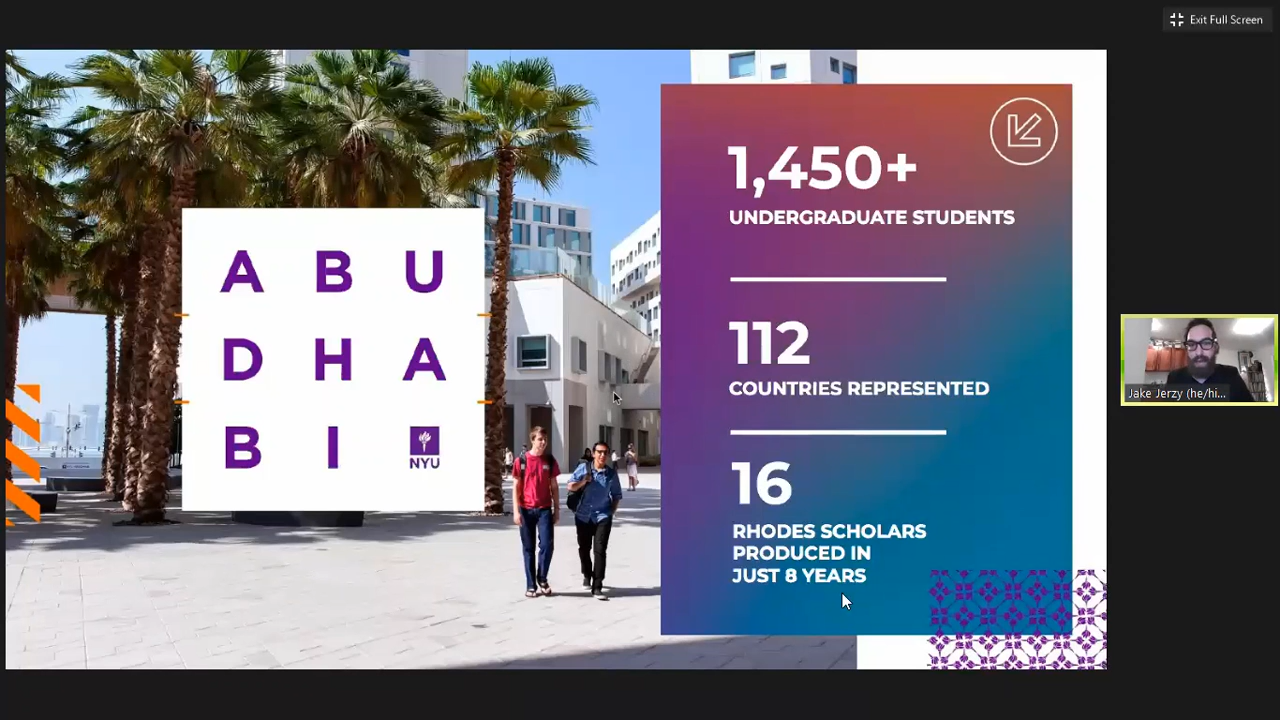 Exit Full Screen
A B U
D H A
B I
NYU
1,450+
UNDERGRADUATE STUDENTS
112
COUNTRIES REPRESENTED
16
RHODES SCHOLARS
PRODUCED IN
JUST 8 YEARS
Jake Jerzy (he/hi...